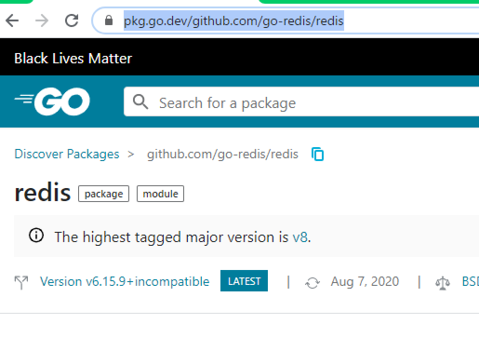 pkg.go.dev/github.com/go-redis/redis
Black Lives Matter
GO Search for a package
Discover Packages > github.com/go-redis/redis
redis package module
The highest tagged major version is v8.
Version v6.15.9+incompatible LATEST | Aug 7, 2020 |